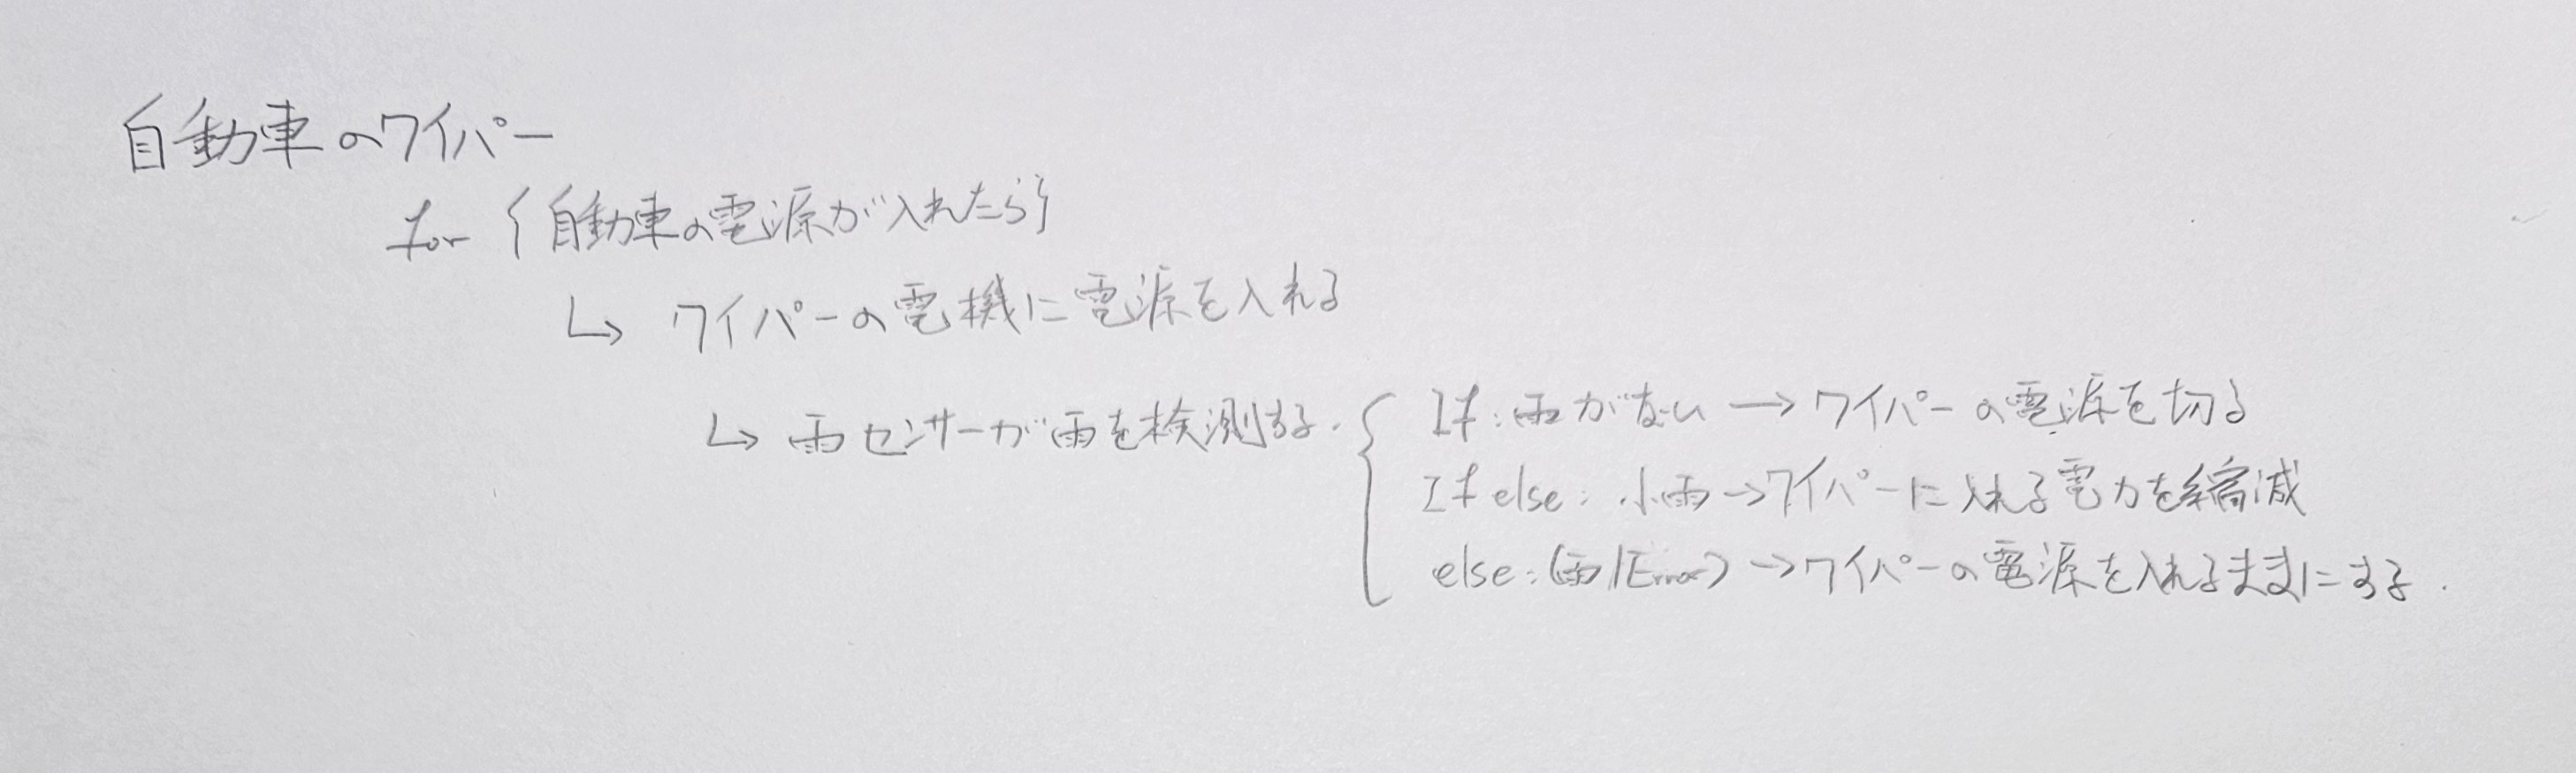 自動車のワイパー
for {自動車の電源が入れたら}
↳ ワイパーの電機に電源を入れる
↳ 雨センサーが雨を検測する.
If: 雨がない → ワイパーの電源を切る
If else: 小雨→ワイパーに入れる電力を縮減
else: (雨/Error) →ワイパーの電源を入れるままにする.